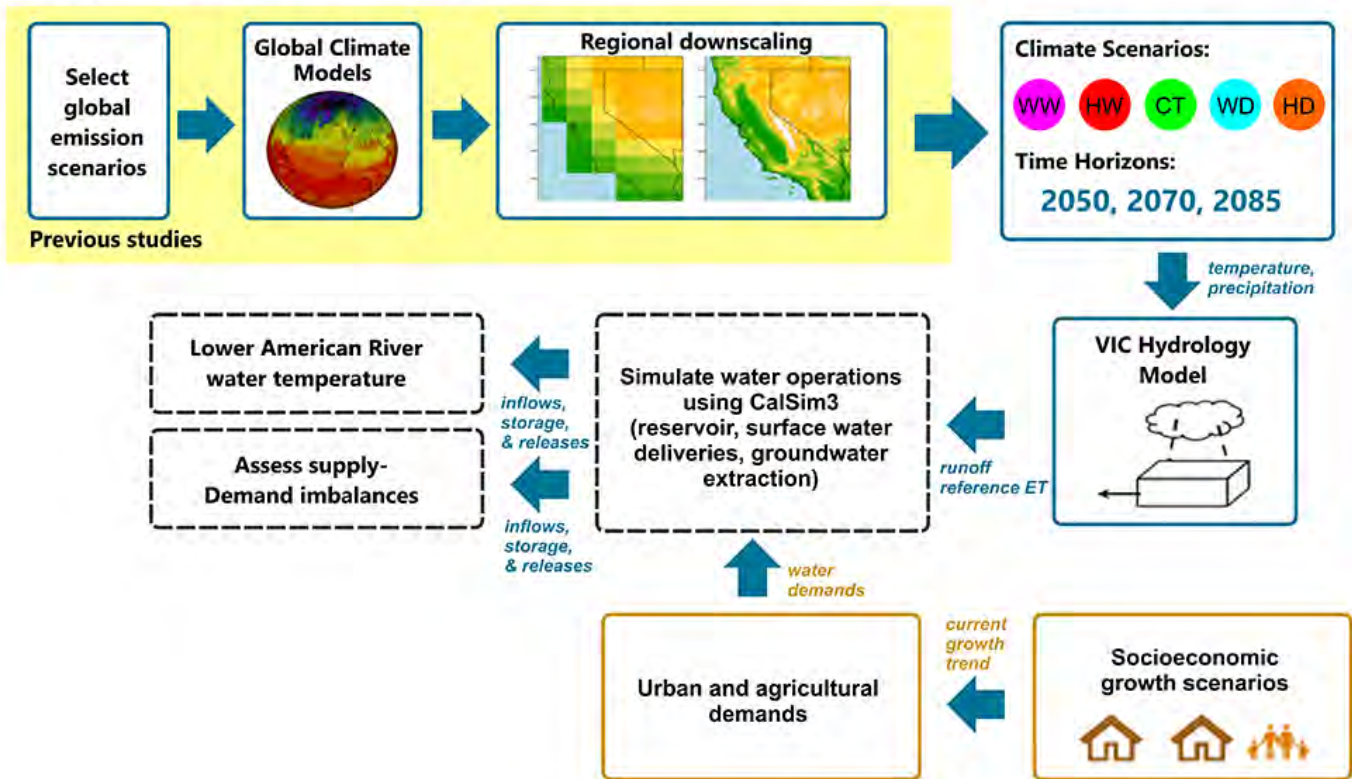 Select
global
emission
scenarios
Global Climate
Models
Regional downscaling
Previous studies
Climate Scenarios:
WW HW CT WD HD
Time Horizons:
2050, 2070, 2085
temperature,
precipitation
VIC Hydrology
Model
runoff
reference ET
Simulate water operations
using CalSim3
(reservoir, surface water
deliveries, groundwater
extraction)
inflows,
storage,
& releases
Lower American River
water temperature
inflows,
storage,
& releases
Assess supply-
Demand imbalances
water
demands
Urban and agricultural
demands
current
growth
trend
Socioeconomic
growth scenarios